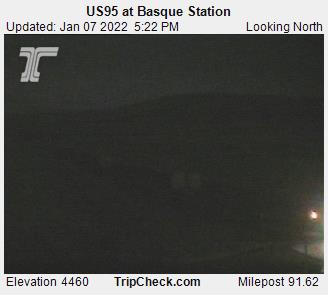 US95 at Basque Station
Updated: Jan 07 2022 5:22 PM Looking North
Elevation 4460 TripCheck.com Milepost 91.62